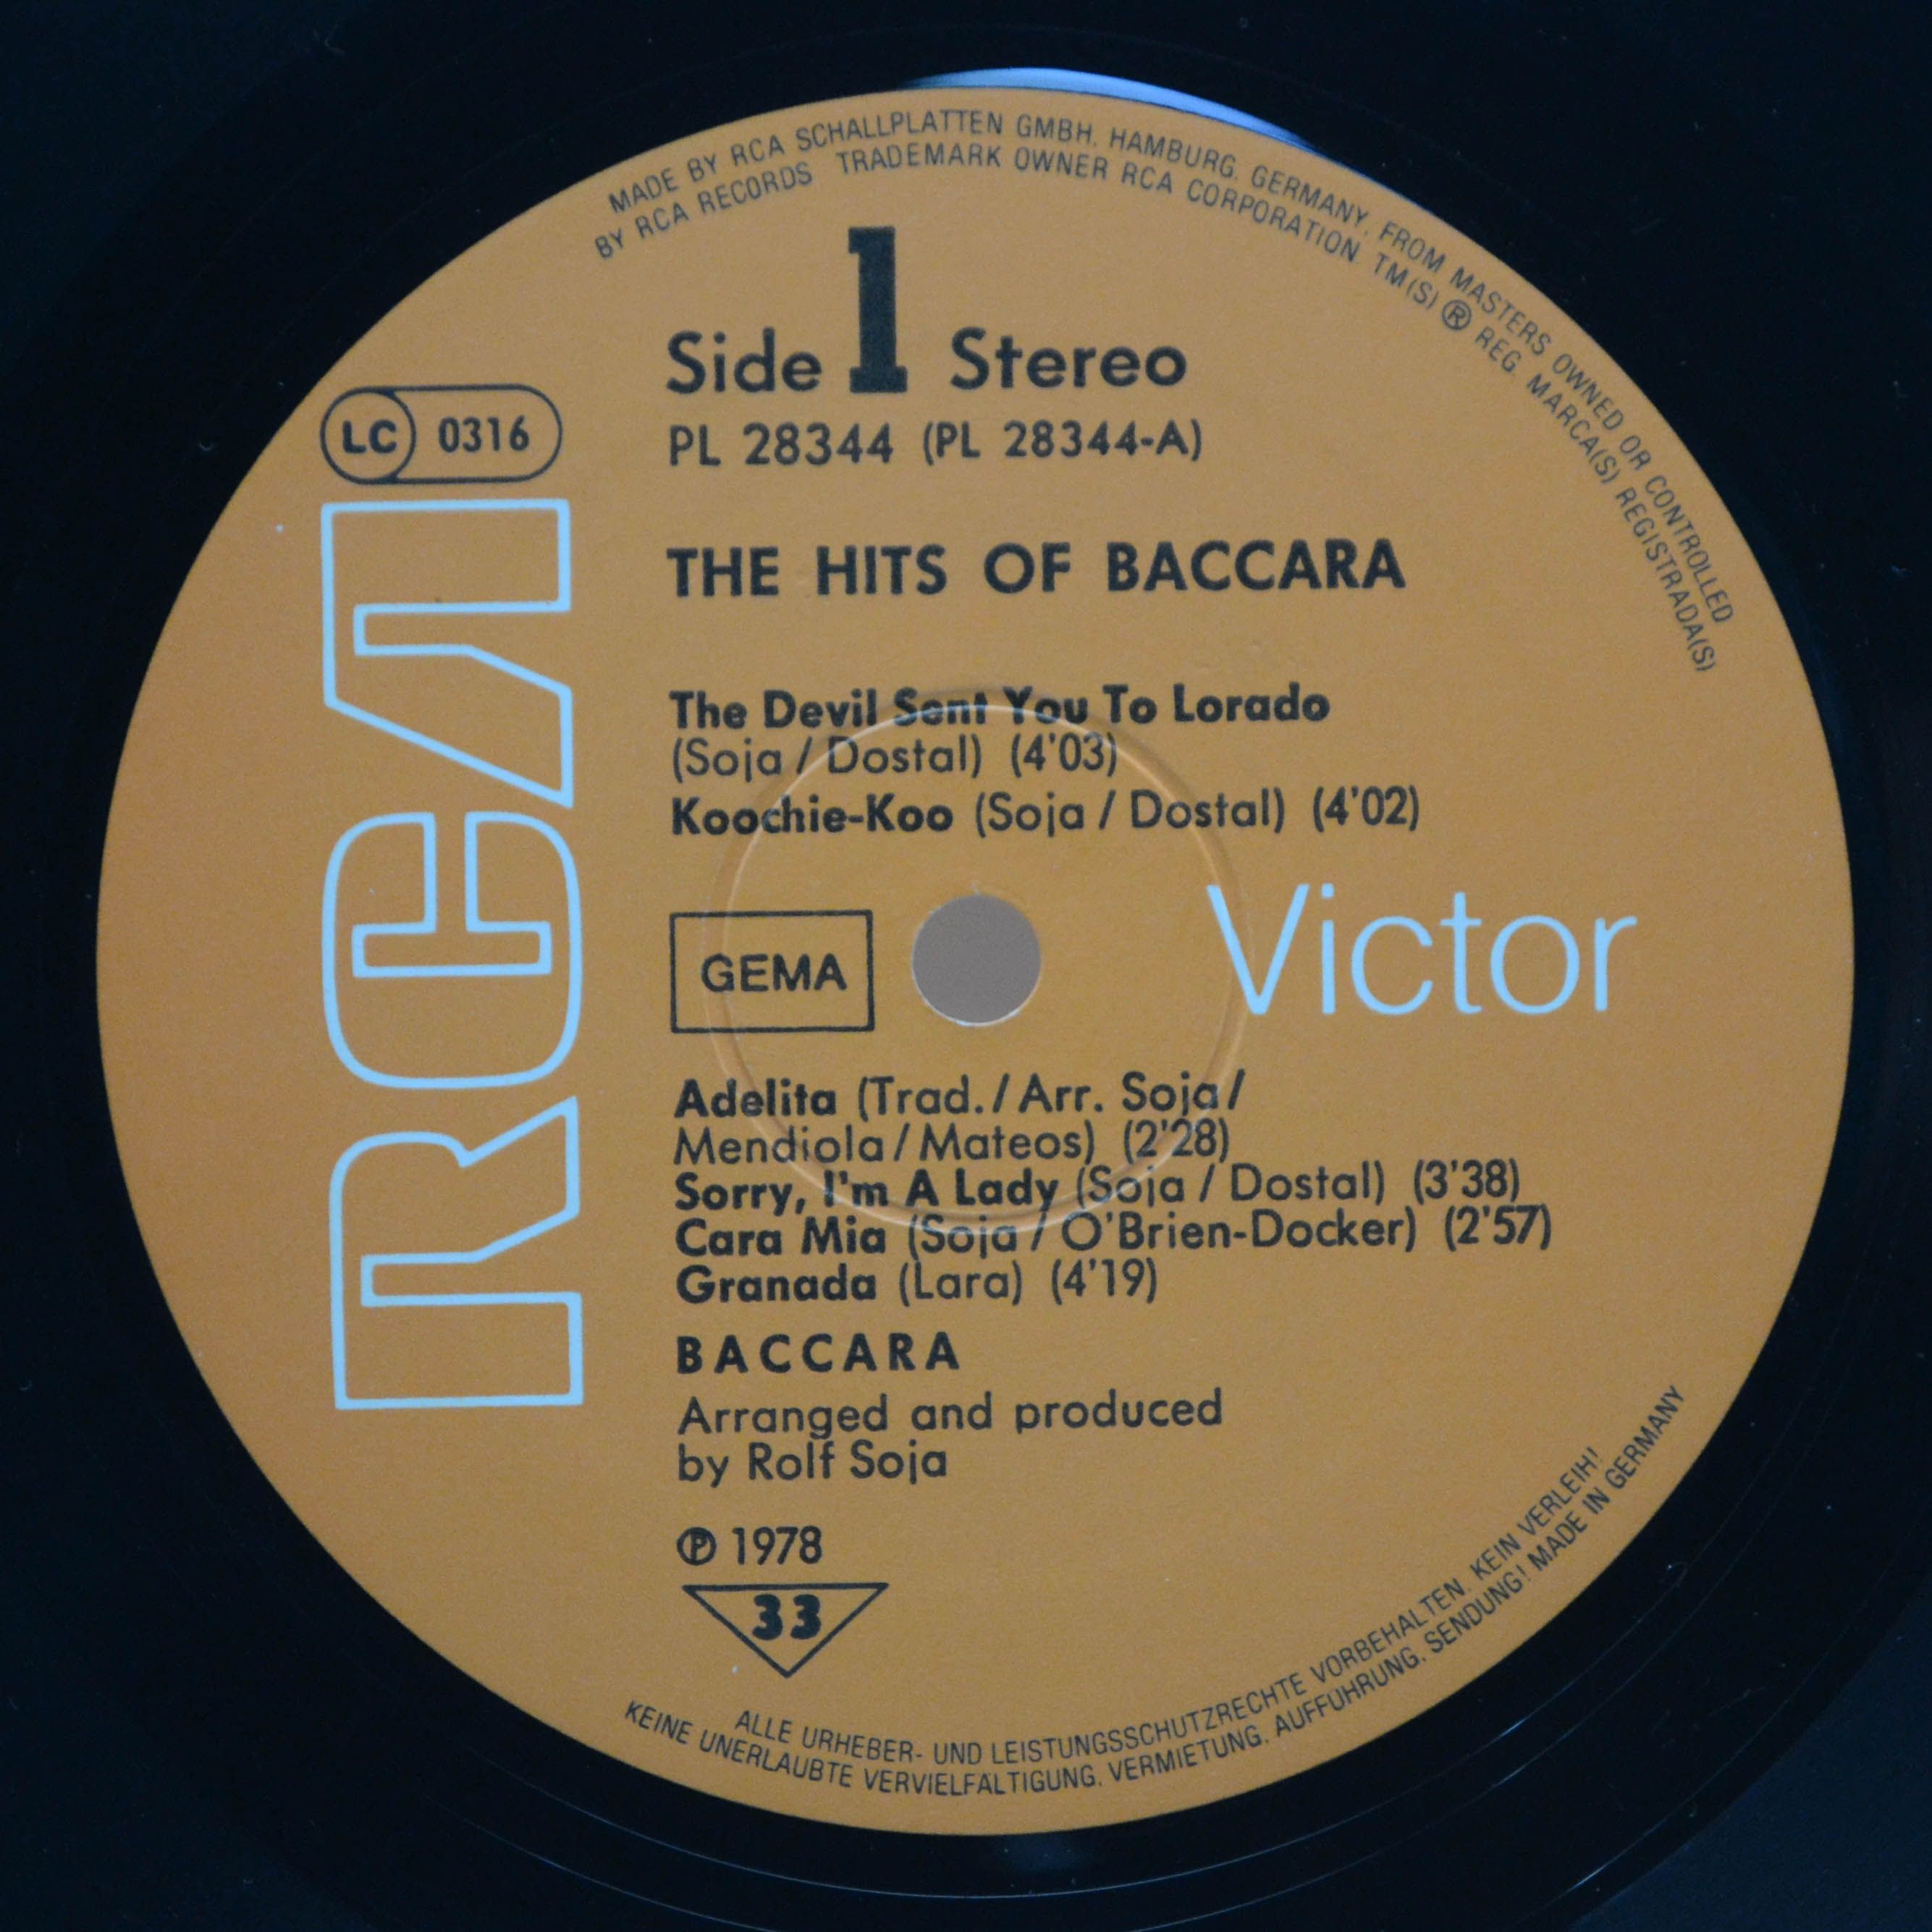 MADE BY RCA SCHALLPLATTEN GMBH, HAMBURG, GERMANY, FROM MASTERS OWNED OR CONTROLLED
BY RCA RECORDS TRADEMARK OWNER RCA CORPORATION TM(S) ® REG. MARCA(S) REGISTRADA(S)
Side 1 Stereo
LC 0316
PL 28344 (PL 28344-A)
RCA
THE HITS OF BACCARA
The Devil Sent You To Lorado
(Soja / Dostal) (4'03)
Koochie-Koo (Soja / Dostal) (4'02)
GEMA
Victor
Adelita (Trad. / Arr. Soja /
Mendiola / Mateos) (2'28)
Sorry, I'm A Lady (Soja / Dostal) (3'38)
Cara Mia (Soja / O'Brien-Docker) (2'57)
Granada (Lara) (4'19)
BACCARA
Arranged and produced
by Rolf Soja
℗ 1978
33
ALLE URHEBER- UND LEISTUNGSSCHUTZRECHTE VORBEHALTEN. KEIN VERLEIH!
KEINE UNERLAUBTE VERVIELFÄLTIGUNG, VERMIETUNG, AUFFÜHRUNG, SENDUNG! MADE IN GERMANY